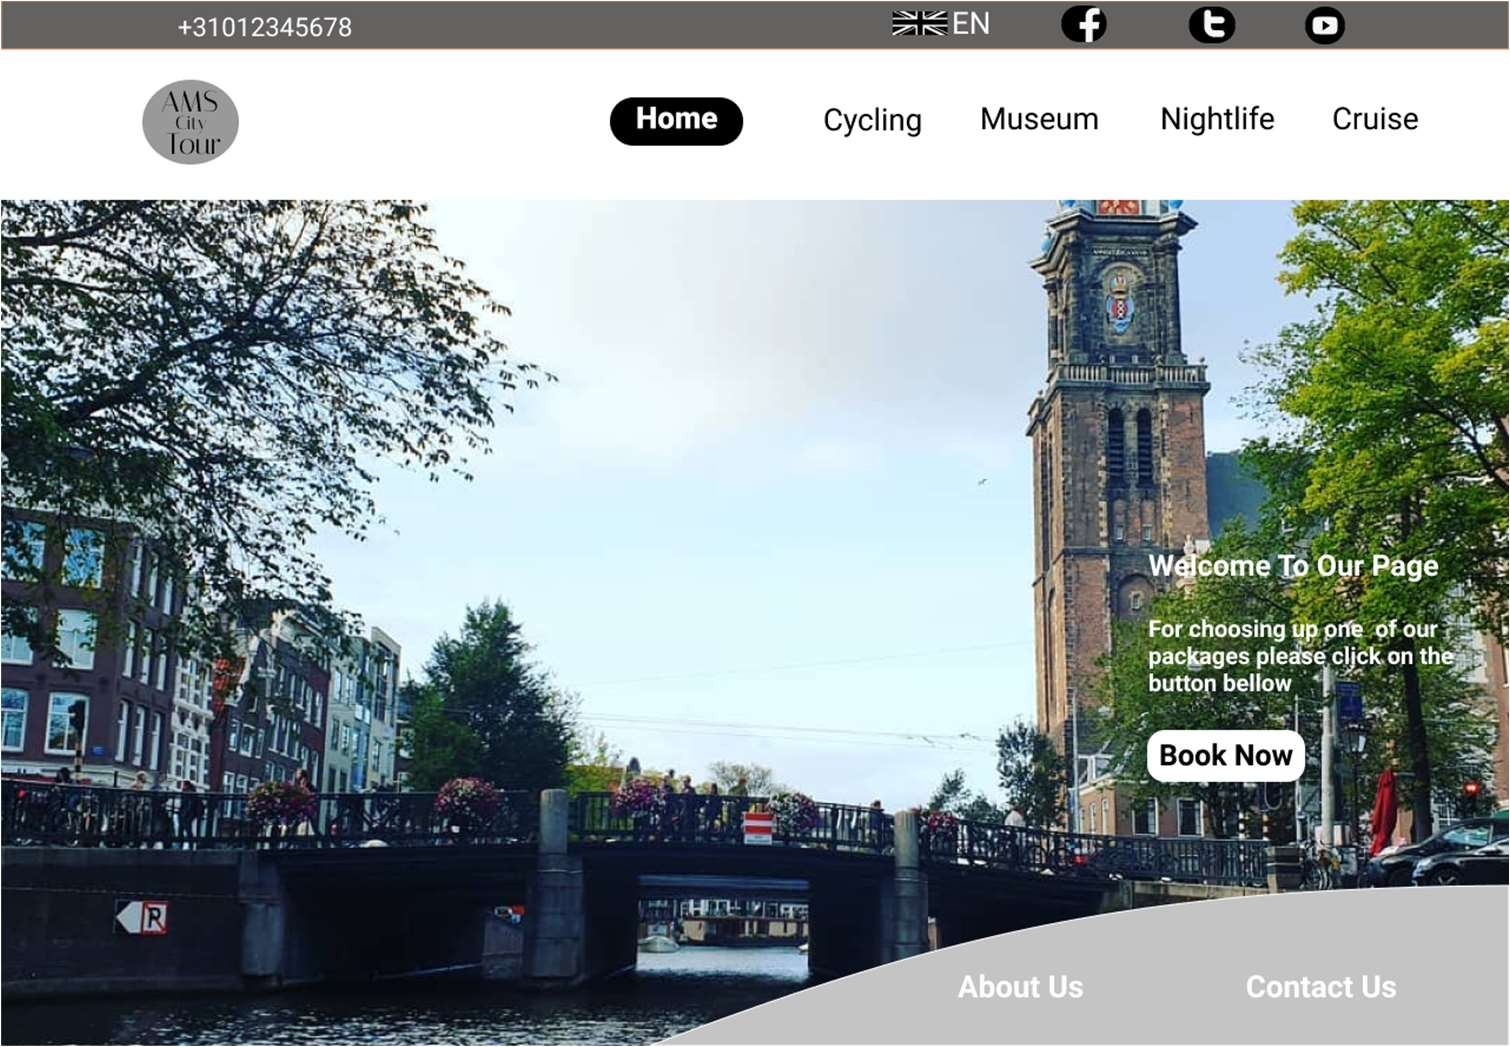 +31012345678
EN
AMS
City
Tour
Home
Cycling
Museum
Nightlife
Cruise
Welcome To Our Page
For choosing up one of our
packages please click on the
button bellow
Book Now
R
About Us
Contact Us